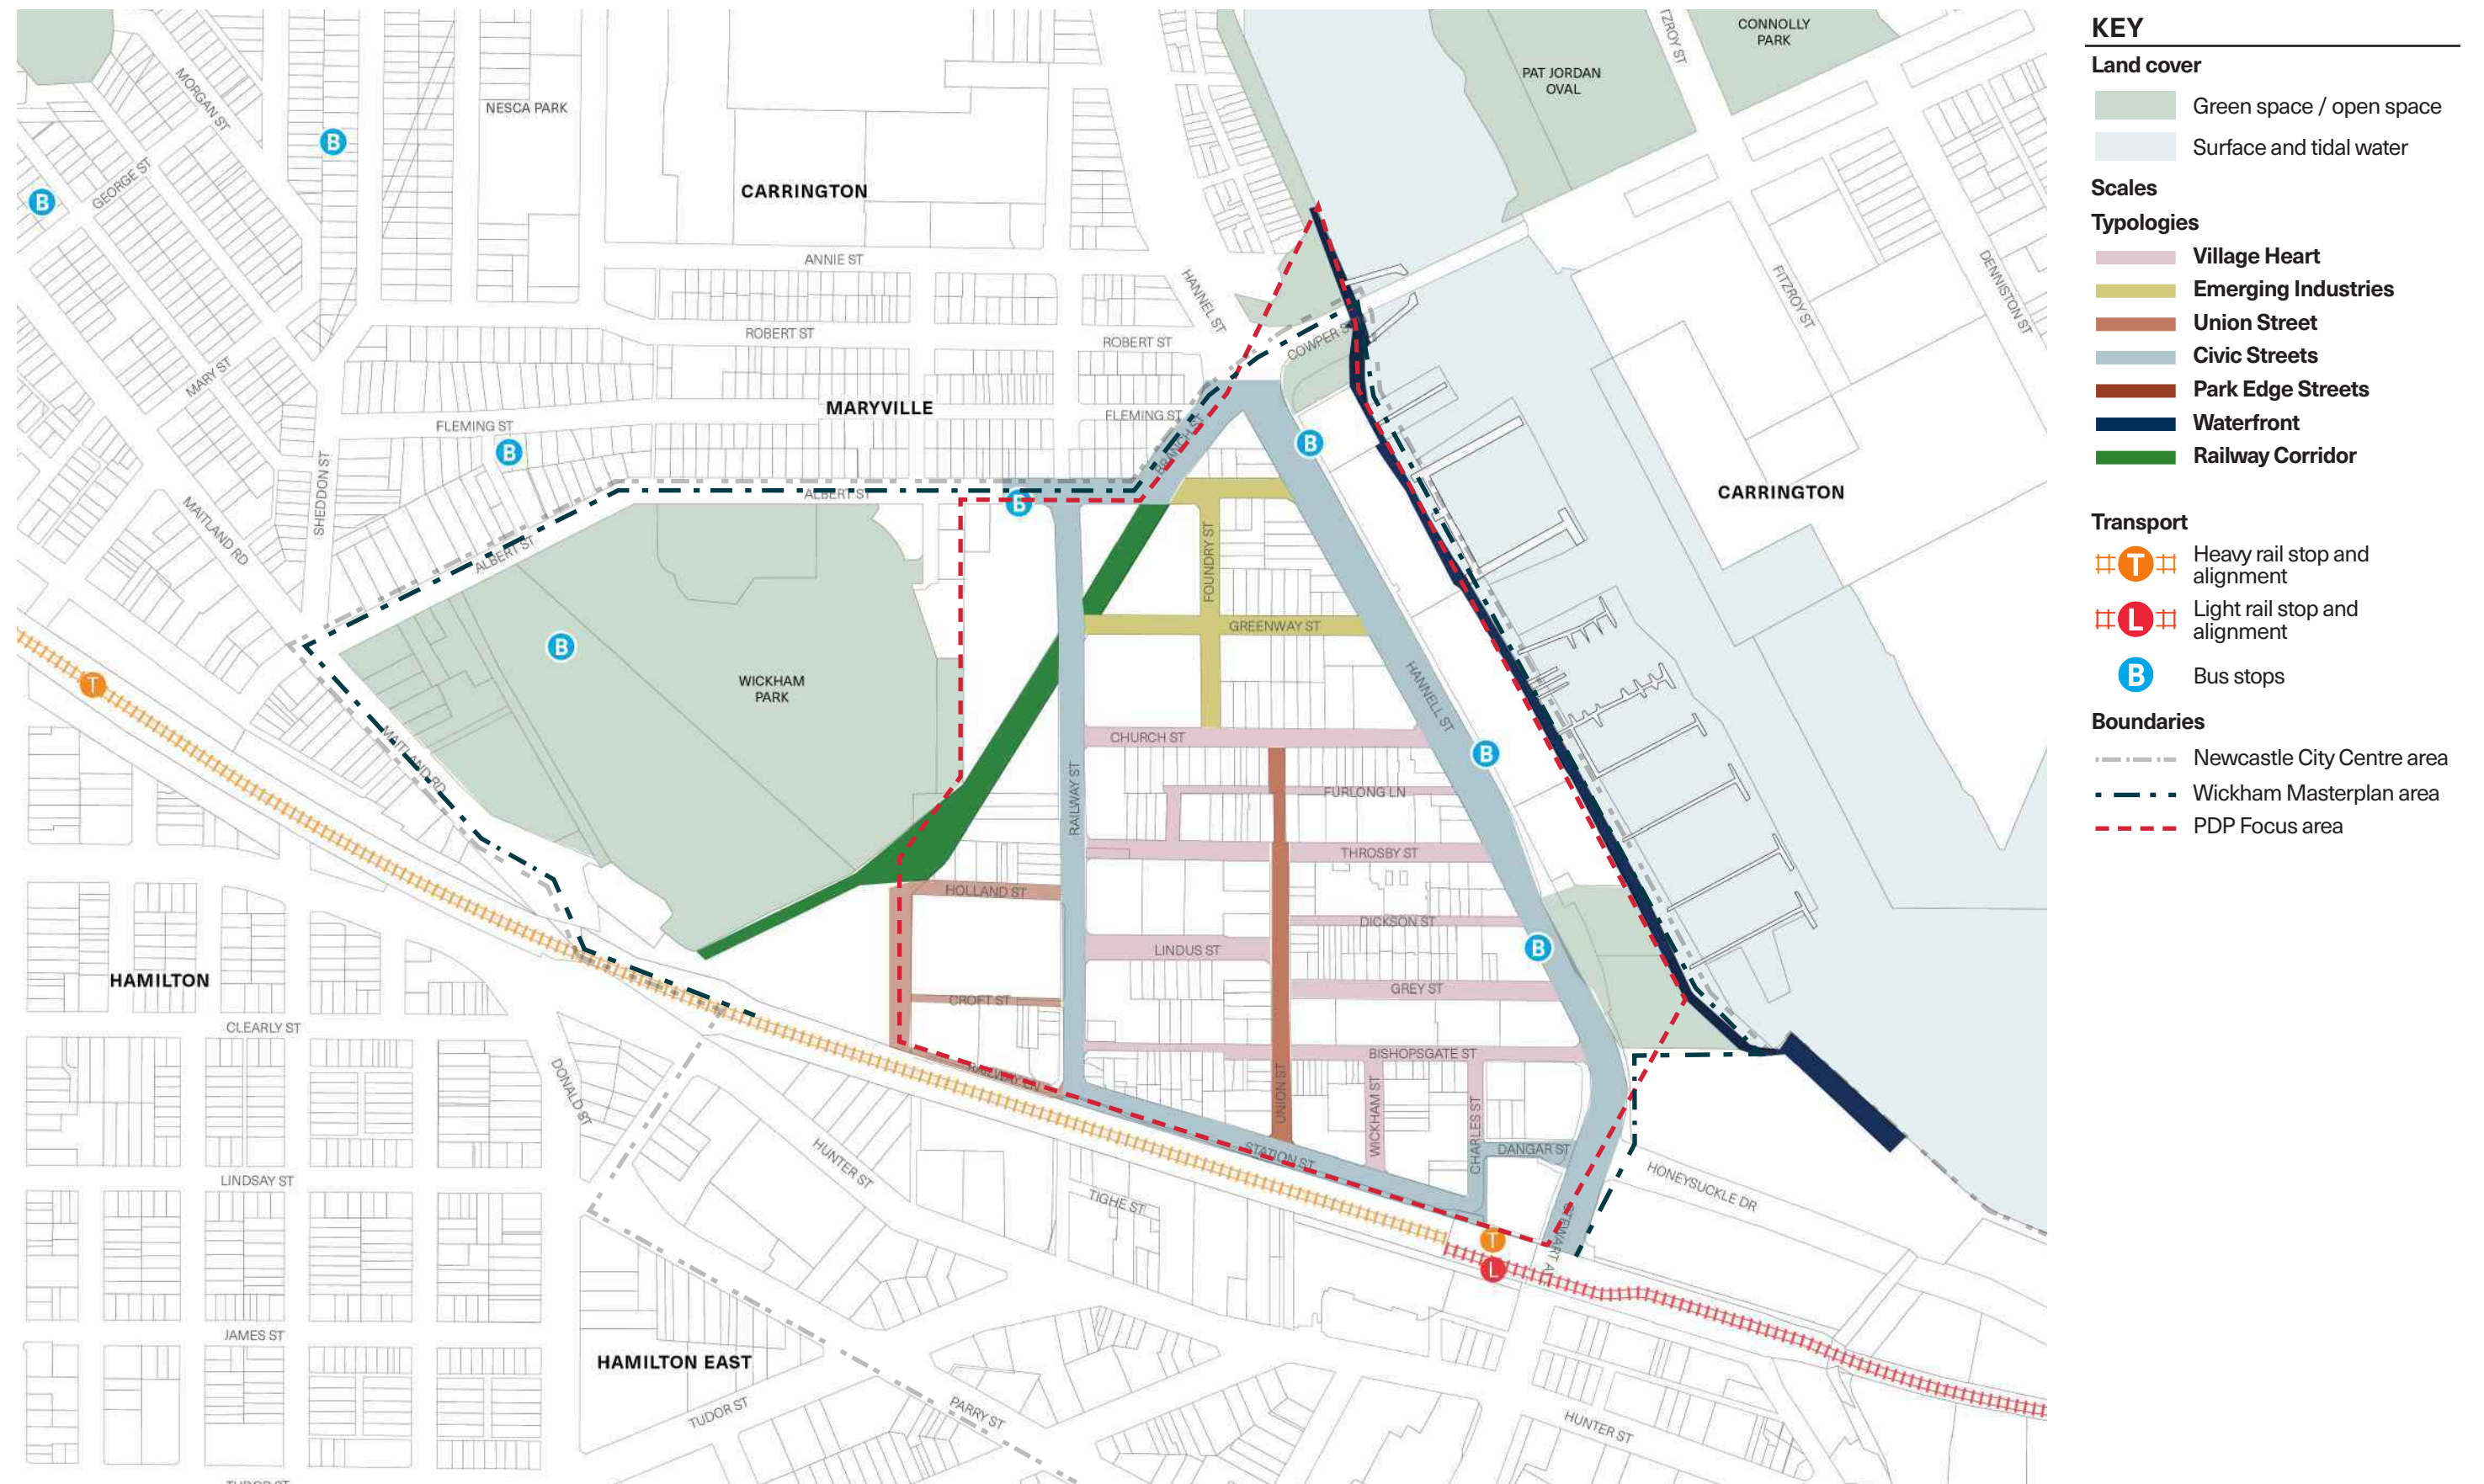 CONNOLLY
PARK
TZROY ST
PAT JORDAN
OVAL
MORGAN ST
NESCA PARK
B
B
GEORGE ST
CARRINGTON
ANNIE ST
HANNEL ST
FITZROY ST
DENNISTON ST
ROBERT ST
ROBERT ST
COWPER S
MARY ST
MARYVILLE
FLEMING ST
FLEMING ST
BRANCH ST
B
B
SHEDDON ST
MAITLAND RD
ALBERT ST
B
CARRINGTON
ALBERT ST
FOUNDRY ST
GREENWAY ST
B
T
WICKHAM
PARK
HANNELL ST
MAITLAND RD
CHURCH ST
B
RAILWAY ST
FURLONG LN
THROSBY ST
HOLLAND ST
DICKSON ST
B
LINDUS ST
HAMILTON
GREY ST
CROFT ST
CLEARLY ST
BISHOPSGATE ST
RAILWAY LN
DONALD ST
UNION ST
WICKHAM ST
CHARLES ST
HUNTER ST
STATION ST
DANGAR ST
HONEYSUCKLE DR
LINDSAY ST
TIGHE ST
STEWART A
T
L
JAMES ST
HAMILTON EAST
TUDOR ST
PARRY ST
HUNTER ST
TUDOR ST
KEY
Land cover
Green space / open space
Surface and tidal water
Scales
Typologies
Village Heart
Emerging Industries
Union Street
Civic Streets
Park Edge Streets
Waterfront
Railway Corridor
Transport
T
Heavy rail stop and
alignment
L
Light rail stop and
alignment
B
Bus stops
Boundaries
Newcastle City Centre area
Wickham Masterplan area
PDP Focus area